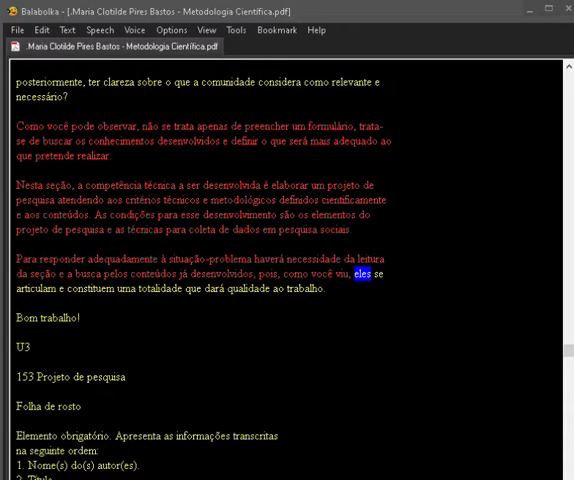 Balabolka - [.Maria Clotilde Pires Bastos - Metodologia Científica.pdf]
File Edit Text Speech Voice Options Tools View Bookmark Help
.Maria Clotilde Pires Bastos - Metodologia Científica.pdf
posteriormente, ter clareza sobre o que a comunidade considera como relevante e
necessário?
Como você pode observar, não se trata apenas de preencher um formulário, trata-
se de buscar os conhecimentos desenvolvidos e definir o que será mais adequado ao
que pretende realizar.
Nesta seção, a competência técnica a ser desenvolvida é elaborar um projeto de
pesquisa atendendo aos critérios técnicos e metodológicos definidos cientificamente
e aos conteúdos. As condições para esse desenvolvimento são os elementos do
projeto de pesquisa e as técnicas para coleta de dados em pesquisa sociais.
Para responder adequadamente à situação-problema haverá necessidade da leitura
da seção e a busca pelos conteúdos já desenvolvidos, pois, como você viu, eles se
articulam e constituem uma totalidade que dará qualidade ao trabalho.
Bom trabalho!
U3
153 Projeto de pesquisa
Folha de rosto
Elemento obrigatório. Apresenta as informações transcritas
na seguinte ordem:
1. Nome(s) do(s) autor(es).
2. Título